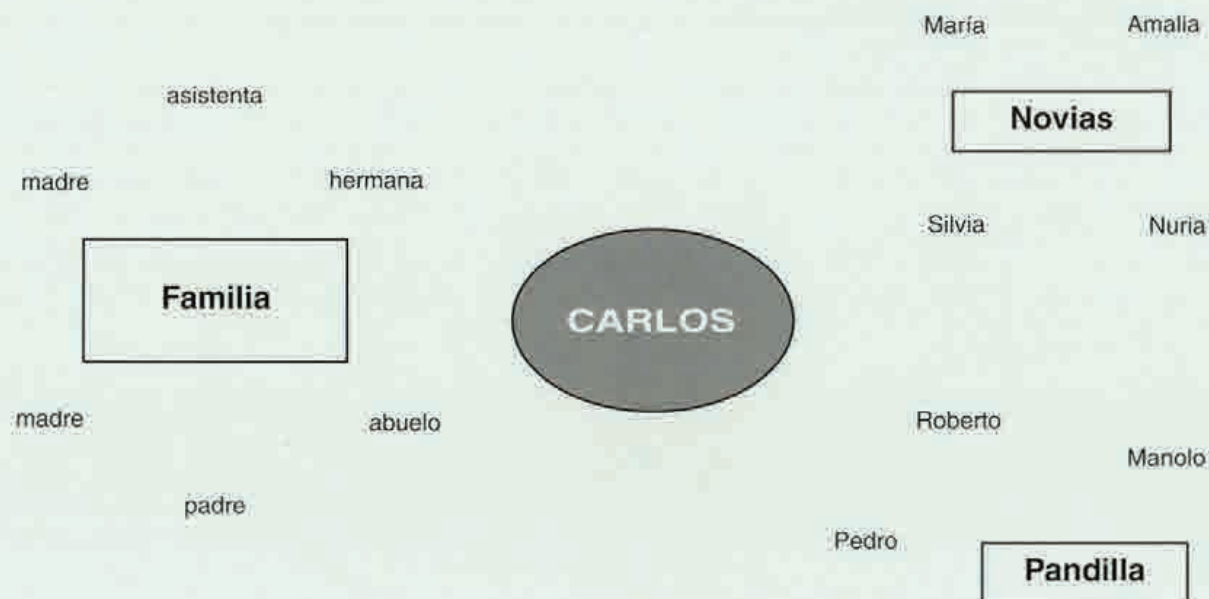 María
Amalia
asistenta
Novias
madre
hermana
Silvia
Nuria
Familia
CARLOS
madre
abuelo
Roberto
Manolo
padre
Pedro
Pandilla